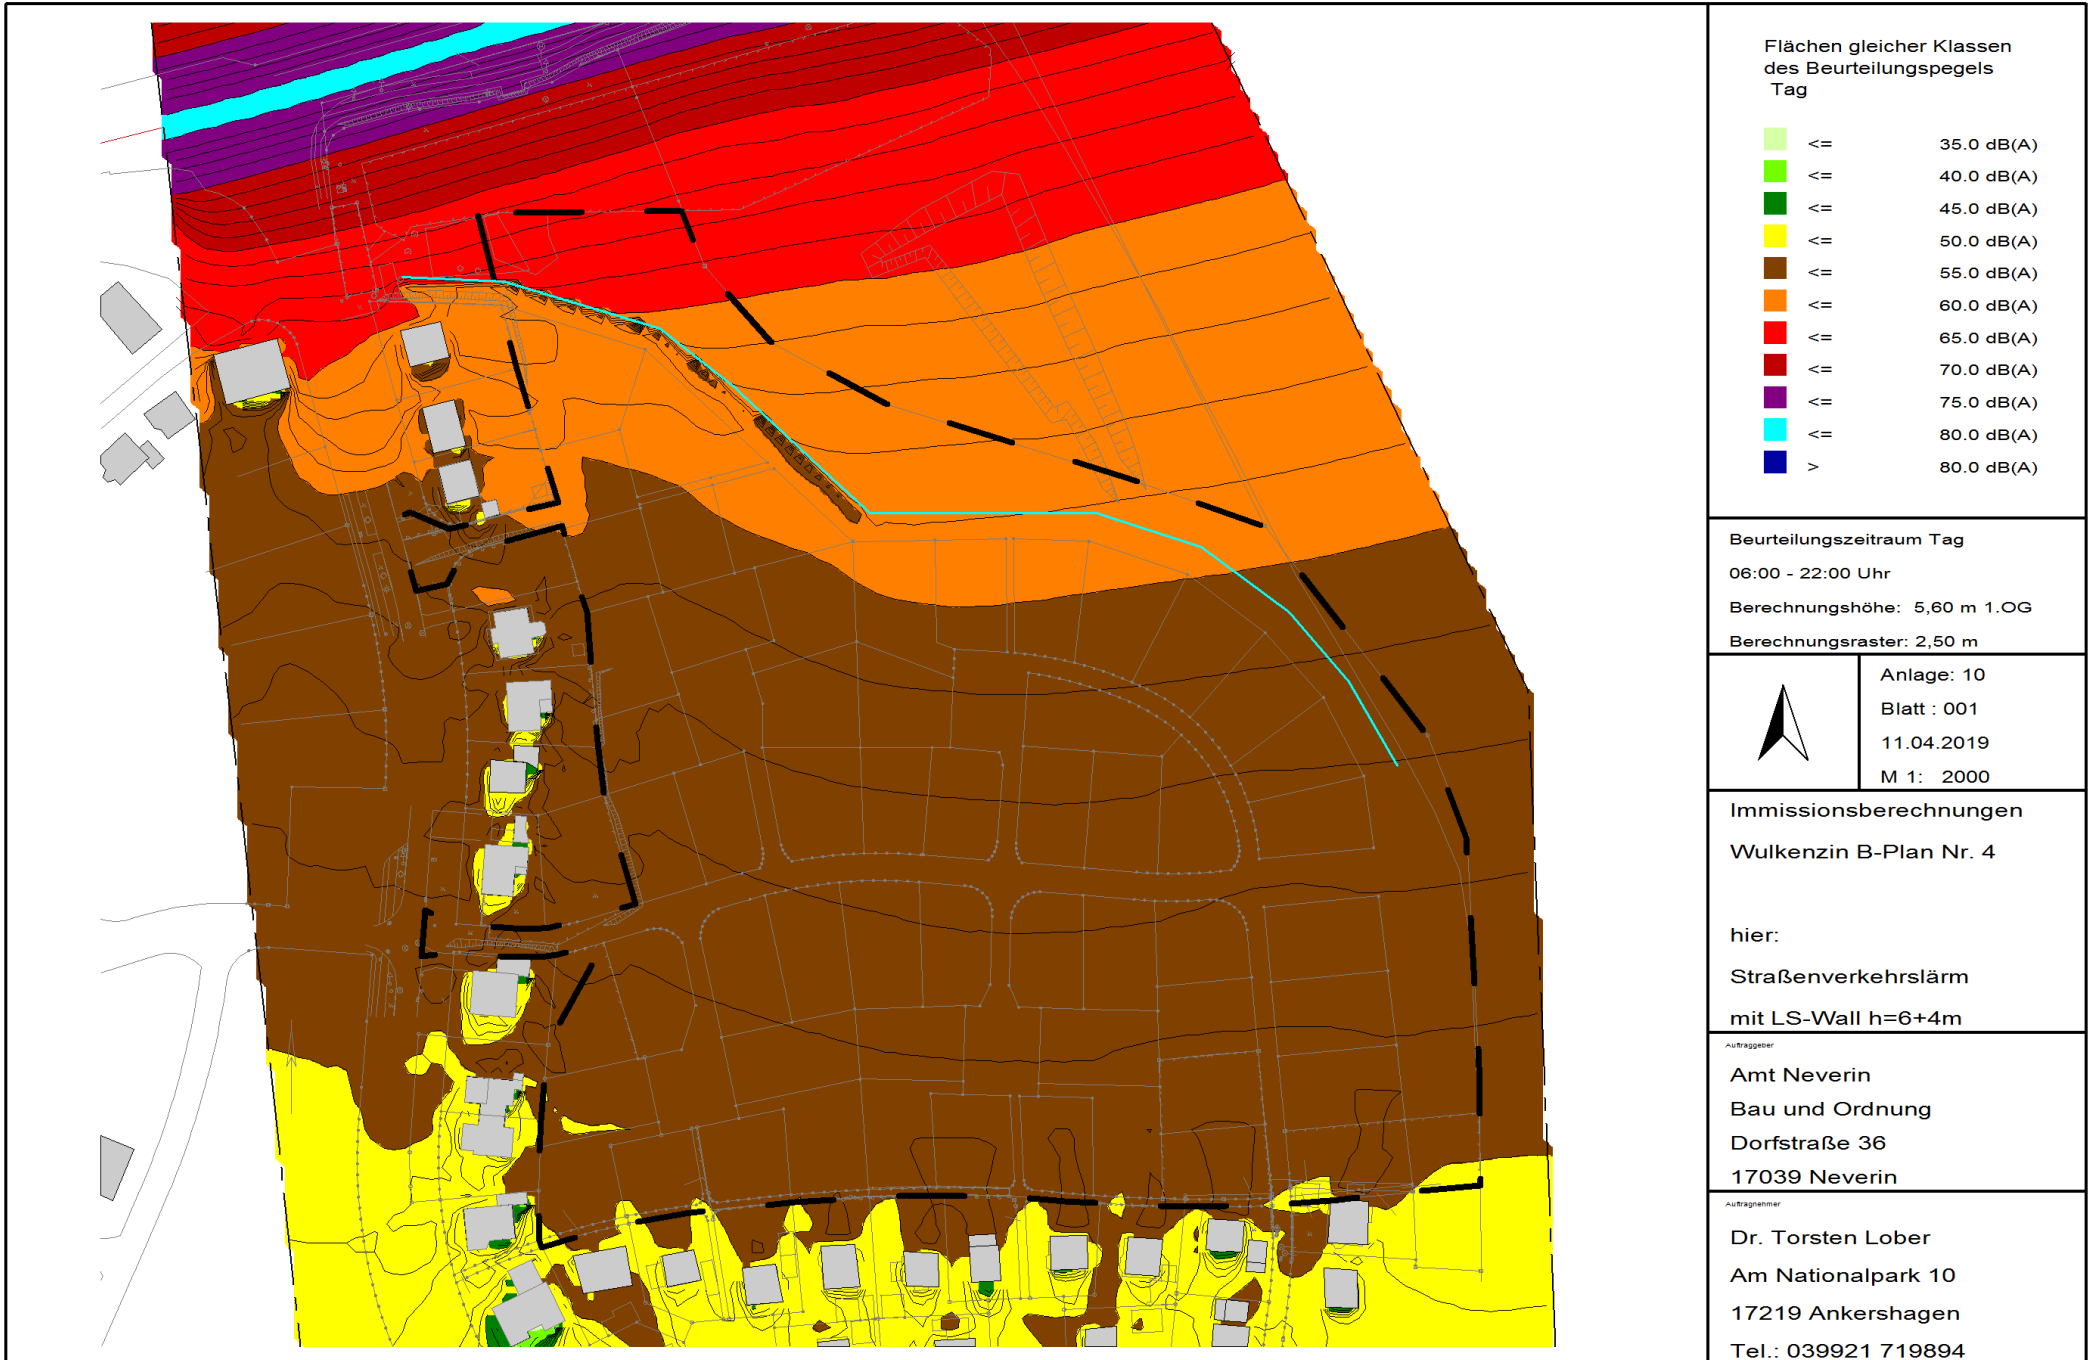 Flächen gleicher Klassen
des Beurteilungspegels
Tag
<= 35.0 dB(A)
<= 40.0 dB(A)
<= 45.0 dB(A)
<= 50.0 dB(A)
<= 55.0 dB(A)
<= 60.0 dB(A)
<= 65.0 dB(A)
<= 70.0 dB(A)
<= 75.0 dB(A)
<= 80.0 dB(A)
> 80.0 dB(A)
Beurteilungszeitraum Tag
06:00 - 22:00 Uhr
Berechnungshöhe: 5,60 m 1.OG
Berechnungsraster: 2,50 m
Anlage: 10
Blatt : 001
11.04.2019
M 1: 2000
Immissionsberechnungen
Wulkenzin B-Plan Nr. 4
hier:
Straßenverkehrslärm
mit LS-Wall h=6+4m
Auftraggeber
Amt Neverin
Bau und Ordnung
Dorfstraße 36
17039 Neverin
Auftragnehmer
Dr. Torsten Lober
Am Nationalpark 10
17219 Ankershagen
Tel.: 039921 719894